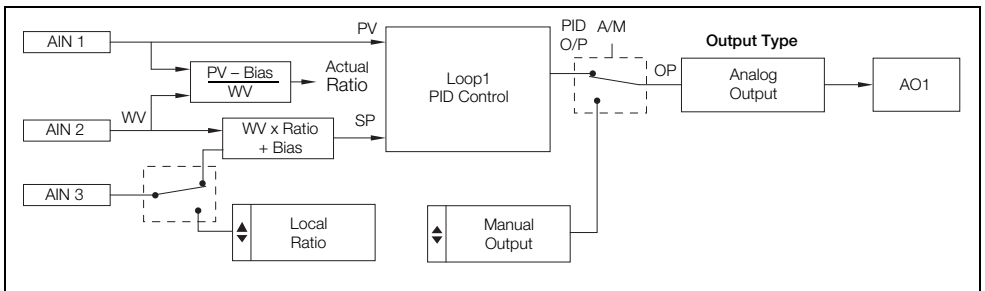 AIN 1
PV
PV – Bias
WV
Actual
Ratio
AIN 2
WV
WV x Ratio
+ Bias
SP
AIN 3
Local
Ratio
Loop1
PID Control
PID
O/P
A/M
Manual
Output
OP
Output Type
Analog
Output
AO1